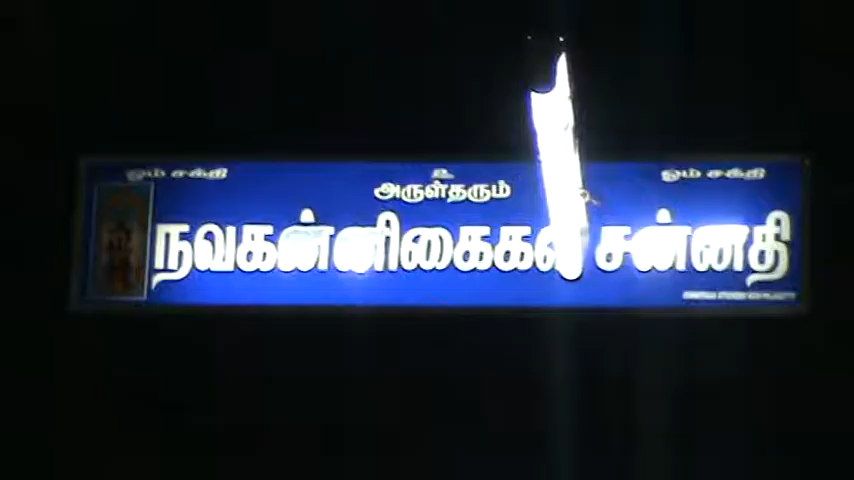 ஓம் சக்தி உ ஓம் சக்தி
அருள்தரும்
நவகன்னிகைகள் சன்னதி